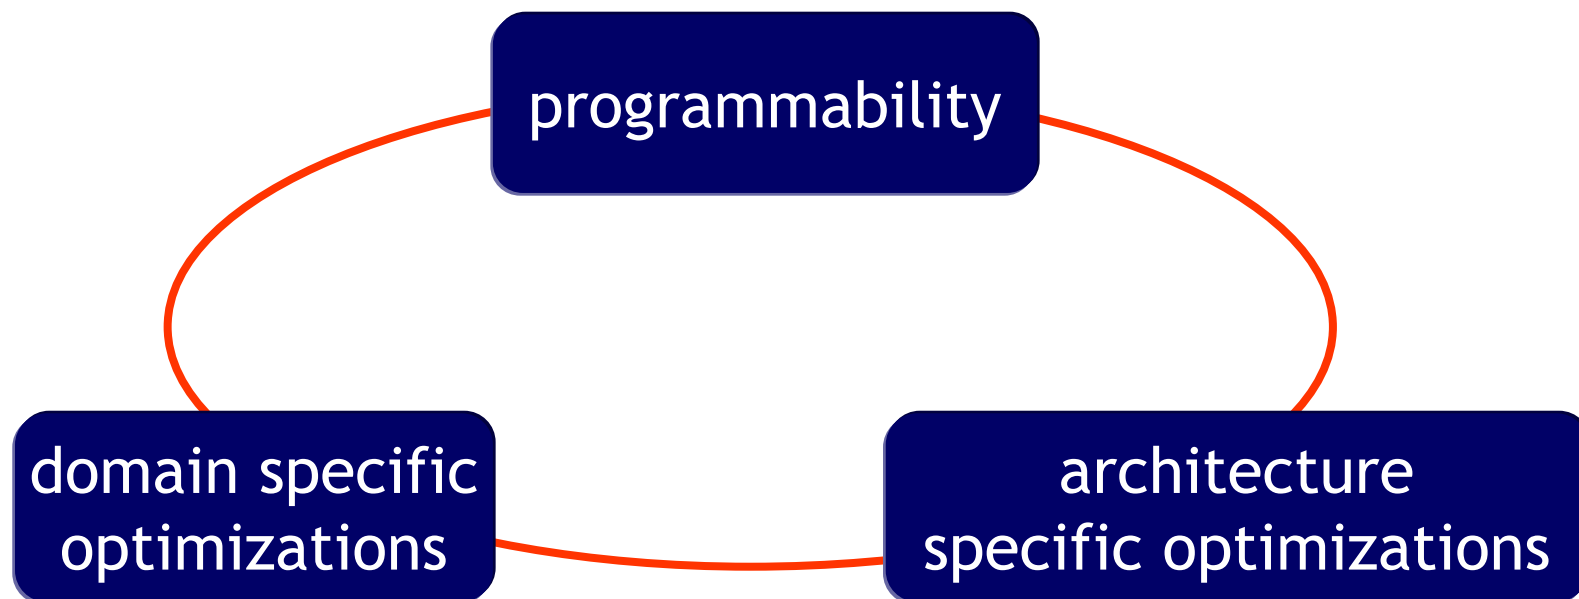 programmability
domain specific
optimizations
architecture
specific optimizations